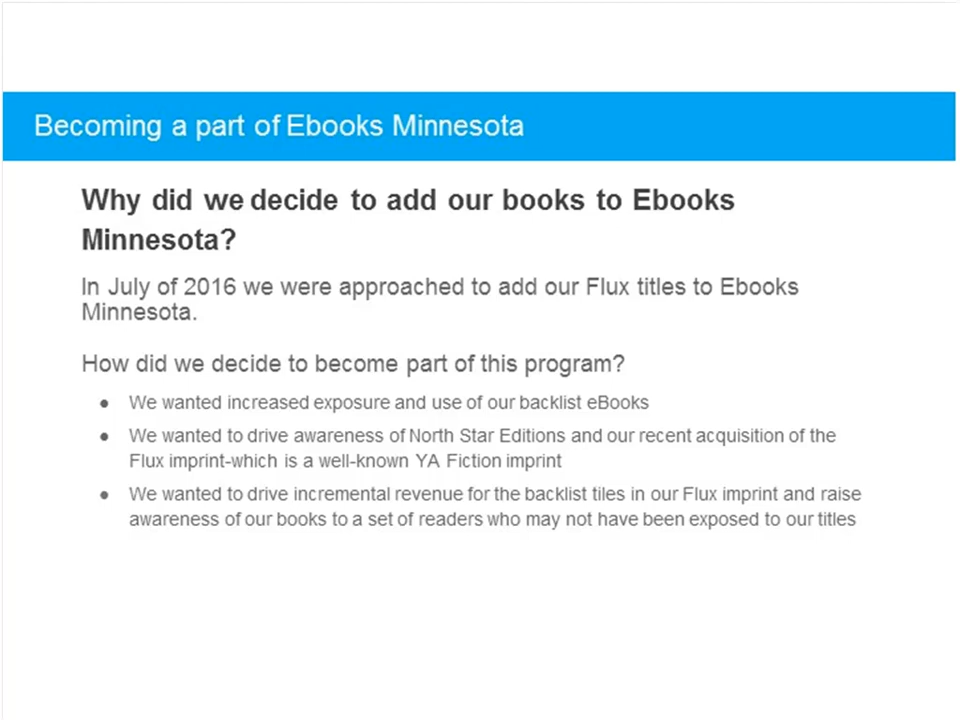 Becoming a part of Ebooks Minnesota
Why did we decide to add our books to Ebooks
Minnesota?
In July of 2016 we were approached to add our Flux titles to Ebooks
Minnesota.
How did we decide to become part of this program?
● We wanted increased exposure and use of our backlist eBooks
● We wanted to drive awareness of North Star Editions and our recent acquisition of the
Flux imprint-which is a well-known YA Fiction imprint
● We wanted to drive incremental revenue for the backlist tiles in our Flux imprint and raise
awareness of our books to a set of readers who may not have been exposed to our titles